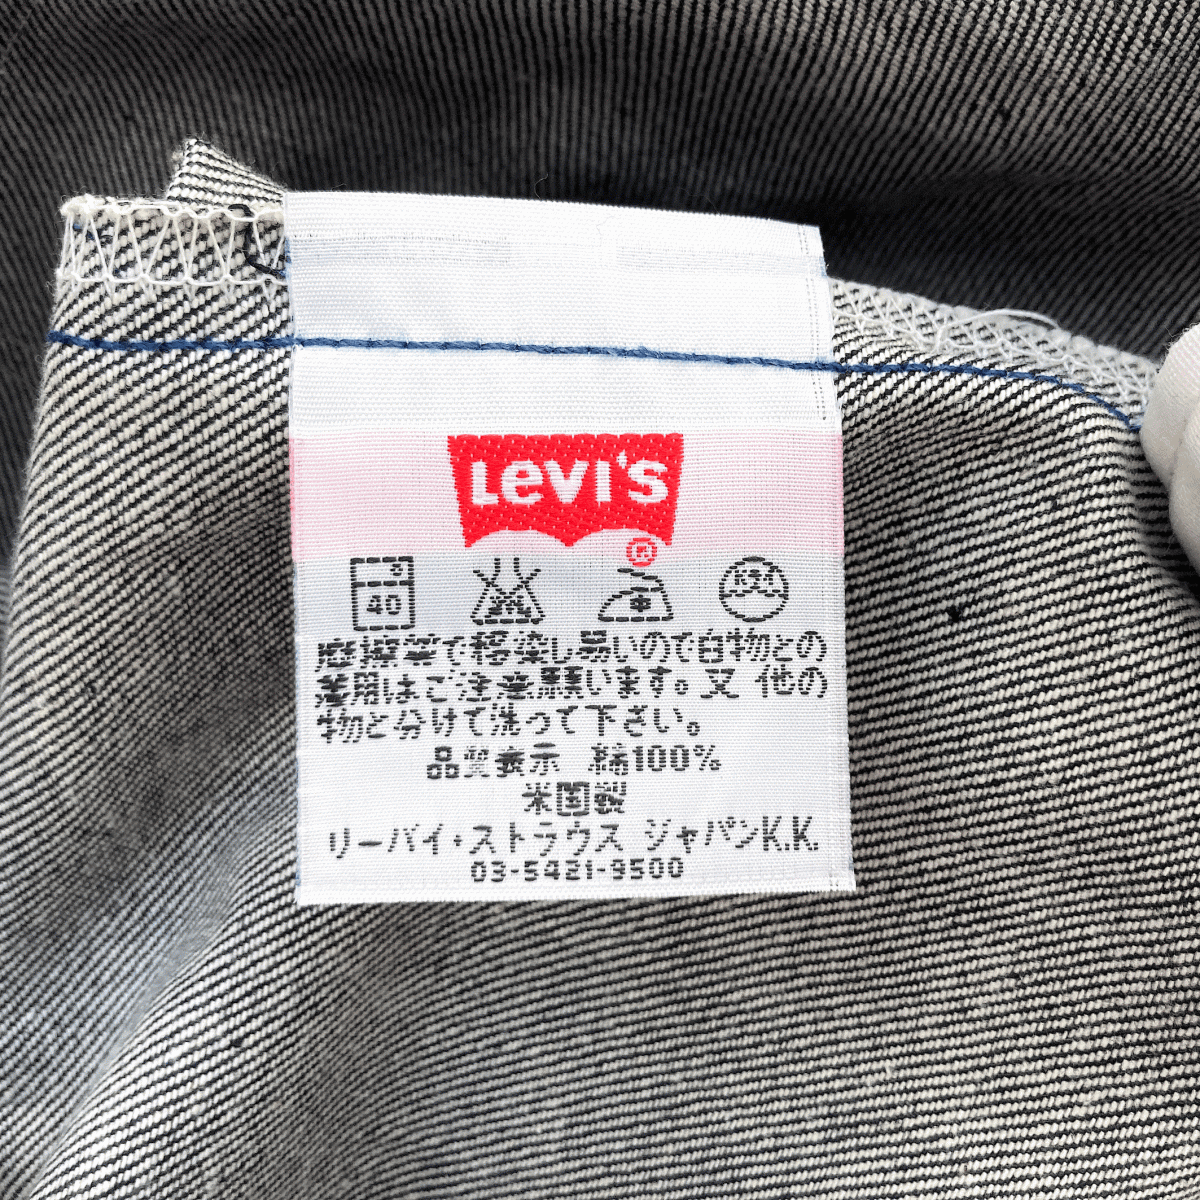 LEVI'S
®
40
感摩擦等で移染し易いので白物との
着用はご注意願います。又 他の
物と分けて洗って下さい。
品質表示 綿100%
米国製
リーバイ・ストラウス ジャパンK.K.
03-5421-9500